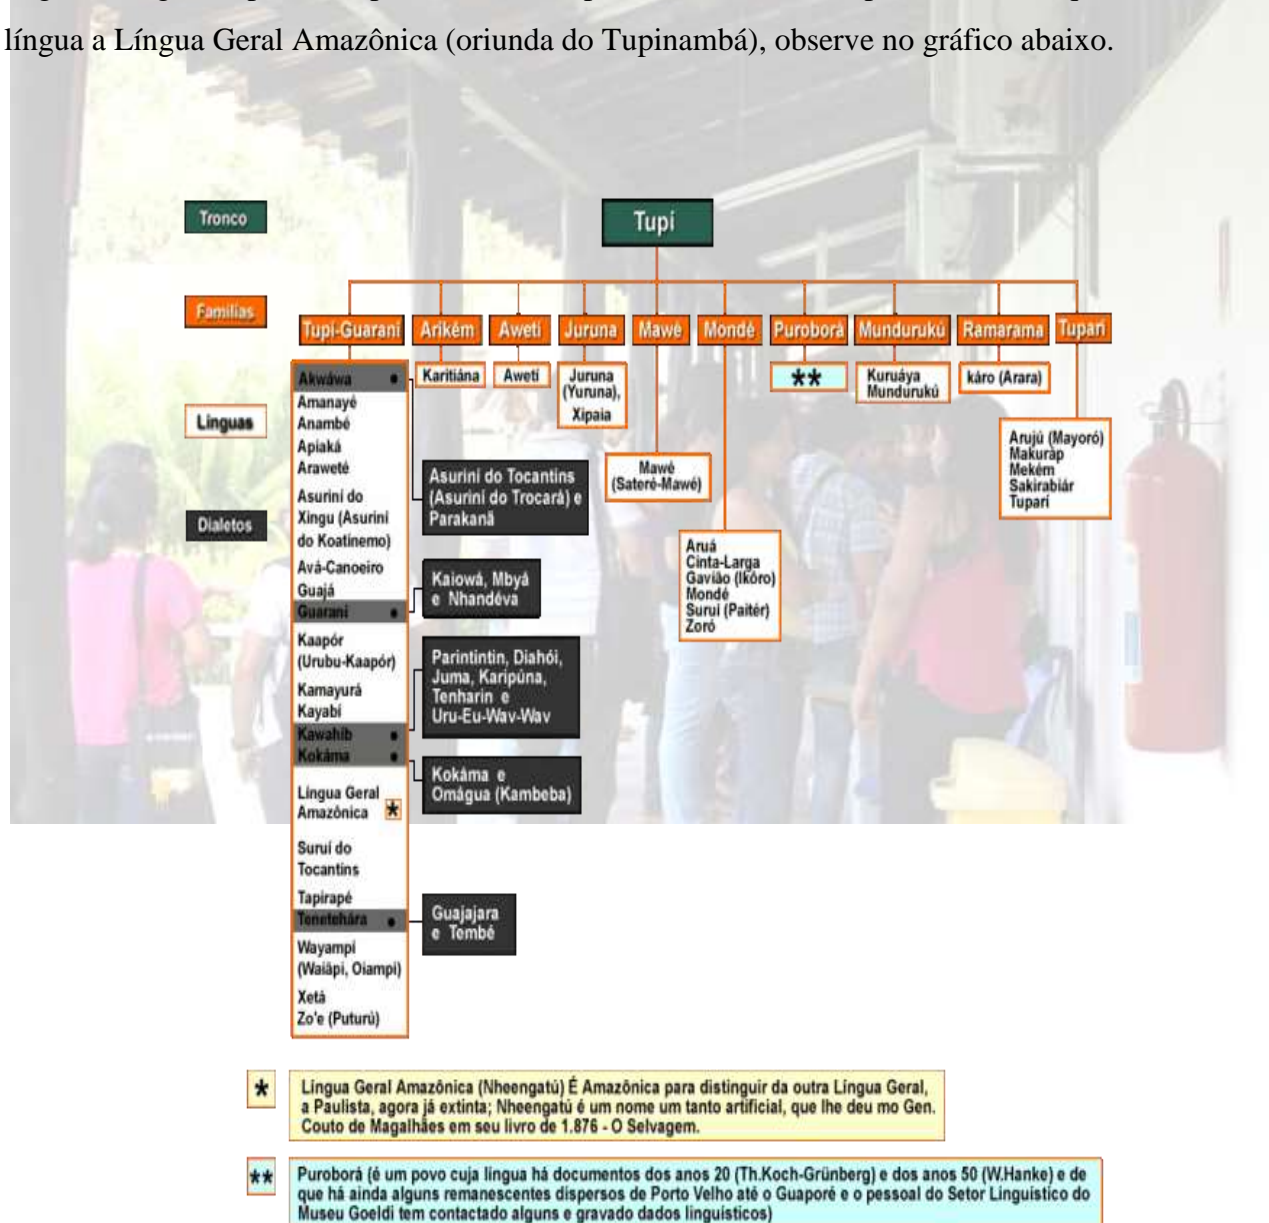 língua a Língua Geral Amazônica (oriunda do Tupinambá), observe no gráfico abaixo.
Tronco
Tupí
Famílias
Tupí-Guaraní
Arikém
Awetí
Juruna
Mawé
Mondé
Puroborá
Mundurukú
Ramarama
Tuparí
Línguas
Dialetos
Akwáwa
Amanayé
Anambé
Apiaká
Araweté
Asuriní do
Xingu (Asuriní
do Koatinemo)
Avá-Canoeiro
Guajá
Guaraní
Kaapór
(Urubu-Kaapór)
Kamayurá
Kayabí
Kawahíb
Kokáma
Língua Geral
Amazônica *
Suruí do
Tocantins
Tapirapé
Tenetehára
Wayampí
(Waiãpi, Oiampi)
Xetá
Zo'e (Puturú)
Asuriní do Tocantins
(Asuriní do Trocará) e
Parakanã
Kaiowá, Mbyá
e Nhandéva
Parintintin, Diahói,
Juma, Karipúna,
Tenharin e
Uru-Eu-Wav-Wav
Kokáma e
Omágua (Kambeba)
Guajajara
e Tembé
Karitiána
Awetí
Juruna
(Yuruna),
Xipaia
Mawé
(Sateré-Mawé)
Aruá
Cinta-Larga
Gavião (Ikôro)
Mondé
Suruí (Paitér)
Zoró
**
Kuruáya
Mundurukú
káro (Arara)
Arujú (Mayoró)
Makuráp
Mekém
Sakirabiár
Tuparí
*
Língua Geral Amazônica (Nheengatú) É Amazônica para distinguir da outra Língua Geral,
a Paulista, agora já extinta; Nheengatú é um nome um tanto artificial, que lhe deu mo Gen.
Couto de Magalhães em seu livro de 1.876 - O Selvagem.
**
Puroborá (é um povo cuja língua há documentos dos anos 20 (Th.Koch-Grünberg) e dos anos 50 (W.Hanke) e de
que há ainda alguns remanescentes dispersos de Porto Velho até o Guaporé e o pessoal do Setor Linguístico do
Museu Goeldi tem contactado alguns e gravado dados linguísticos)